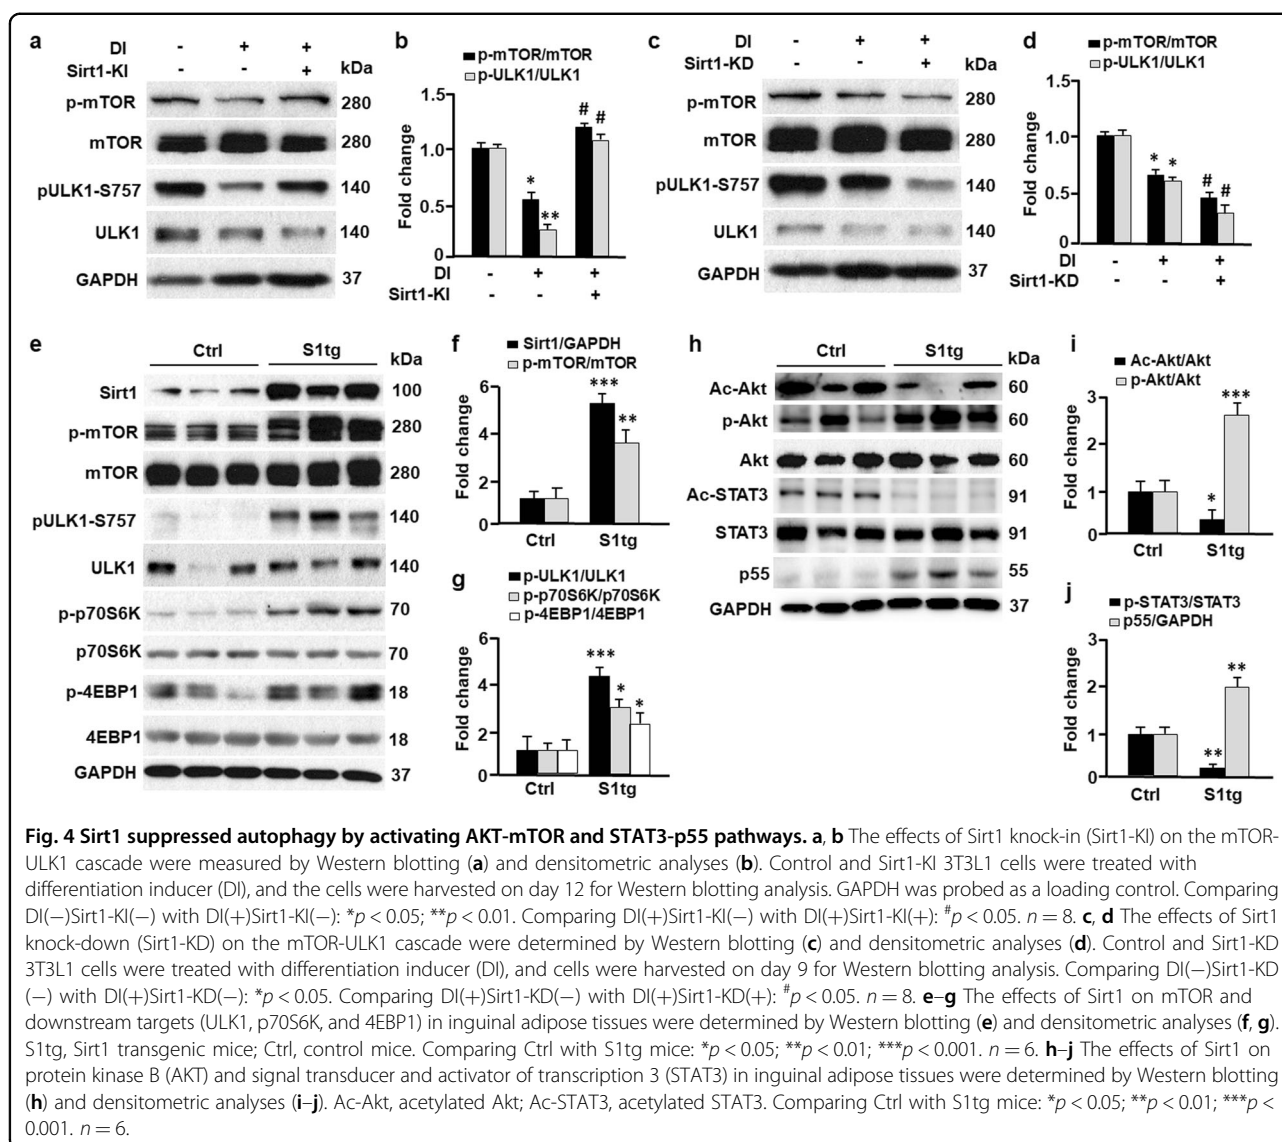 a
DI - + +
Sirt1-KI - - + kDa
p-mTOR 280
mTOR 280
pULK1-S757 140
ULK1 140
GAPDH 37
b
p-mTOR/mTOR
p-ULK1/ULK1
Fold change
1.5
1.0
0.5
0
* ** # #
DI - + +
Sirt1-KI - - +
c
DI - + +
Sirt1-KD - - + kDa
p-mTOR 280
mTOR 280
pULK1-S757 140
ULK1 140
GAPDH 37
d
p-mTOR/mTOR
p-ULK1/ULK1
Fold change
1.5
1.0
0.5
0
* * # #
DI - + +
Sirt1-KD - - +
e
Ctrl S1tg kDa
Sirt1 100
p-mTOR 280
mTOR 280
pULK1-S757 140
ULK1 140
p-p70S6K 70
p70S6K 70
p-4EBP1 18
4EBP1 18
GAPDH 37
f
Sirt1/GAPDH
p-mTOR/mTOR
Fold change
6
4
2
0
*** **
Ctrl S1tg
g
p-ULK1/ULK1
p-p70S6K/p70S6K
p-4EBP1/4EBP1
Fold change
6
4
2
0
*** * *
Ctrl S1tg
h
Ctrl S1tg kDa
Ac-Akt 60
p-Akt 60
Akt 60
Ac-STAT3 91
STAT3 91
p55 55
GAPDH 37
i
Ac-Akt/Akt
p-Akt/Akt
Fold change
3
2
1
0
* ***
Ctrl S1tg
j
p-STAT3/STAT3
p55/GAPDH
Fold change
3
2
1
0
** **
Ctrl S1tg
Fig. 4 Sirt1 suppressed autophagy by activating AKT-mTOR and STAT3-p55 pathways. a, b The effects of Sirt1 knock-in (Sirt1-KI) on the mTOR-
ULK1 cascade were measured by Western blotting (a) and densitometric analyses (b). Control and Sirt1-KI 3T3L1 cells were treated with
differentiation inducer (DI), and the cells were harvested on day 12 for Western blotting analysis. GAPDH was probed as a loading control. Comparing
DI(−)Sirt1-KI(−) with DI(+)Sirt1-KI(−): *p < 0.05; **p < 0.01. Comparing DI(+)Sirt1-KI(−) with DI(+)Sirt1-KI(+): #p < 0.05. n = 8. c, d The effects of Sirt1
knock-down (Sirt1-KD) on the mTOR-ULK1 cascade were determined by Western blotting (c) and densitometric analyses (d). Control and Sirt1-KD
3T3L1 cells were treated with differentiation inducer (DI), and cells were harvested on day 9 for Western blotting analysis. Comparing DI(−)Sirt1-KD
(−) with DI(+)Sirt1-KD(−): *p < 0.05. Comparing DI(+)Sirt1-KD(−) with DI(+)Sirt1-KD(+): #p < 0.05. n = 8. e–g The effects of Sirt1 on mTOR and
downstream targets (ULK1, p70S6K, and 4EBP1) in inguinal adipose tissues were determined by Western blotting (e) and densitometric analyses (f, g).
S1tg, Sirt1 transgenic mice; Ctrl, control mice. Comparing Ctrl with S1tg mice: *p < 0.05; **p < 0.01; ***p < 0.001. n = 6. h–j The effects of Sirt1 on
protein kinase B (AKT) and signal transducer and activator of transcription 3 (STAT3) in inguinal adipose tissues were determined by Western blotting
(h) and densitometric analyses (i–j). Ac-Akt, acetylated Akt; Ac-STAT3, acetylated STAT3. Comparing Ctrl with S1tg mice: *p < 0.05; **p < 0.01; ***p <
0.001. n = 6.